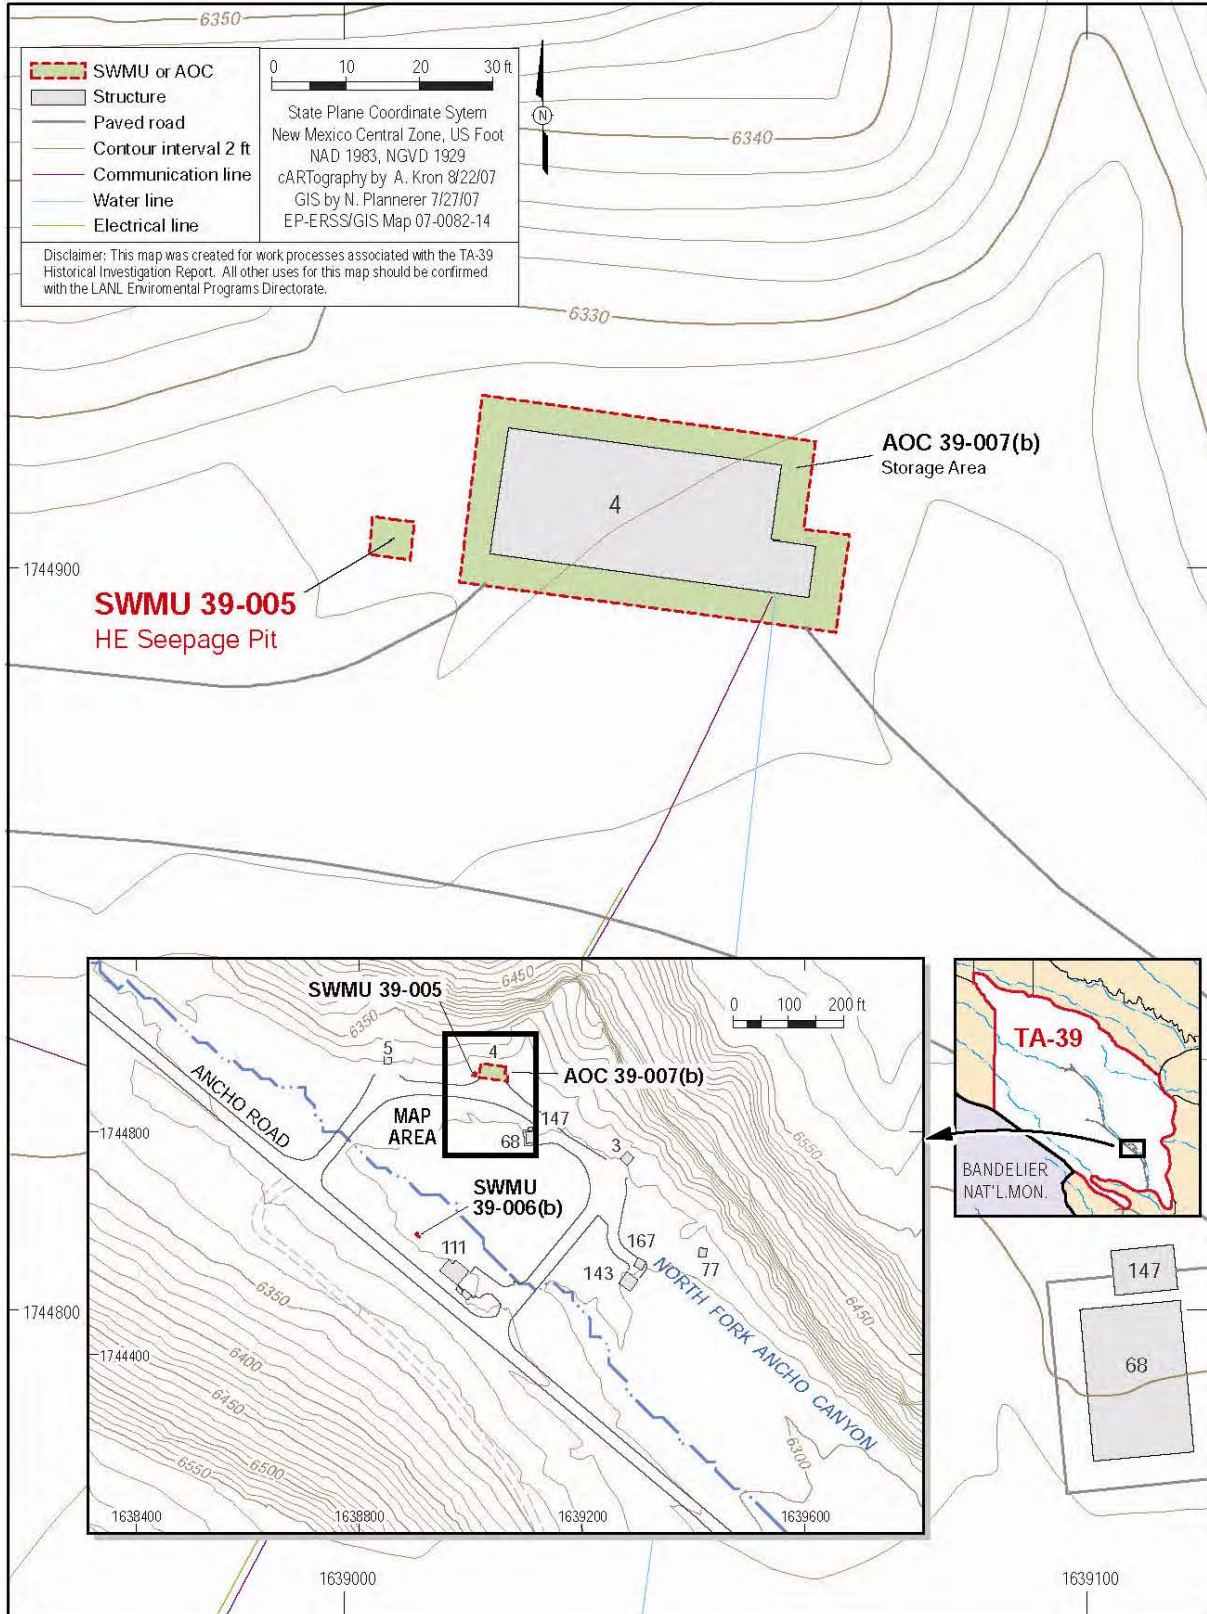 6350
SWMU or AOC
Structure
Paved road
Contour interval 2 ft
Communication line
Water line
Electrical line
0 10 20 30 ft
State Plane Coordinate Sytem
New Mexico Central Zone, US Foot
NAD 1983, NGVD 1929
cARTography by A. Kron 8/22/07
GIS by N. Plannerer 7/27/07
EP-ERSS/GIS Map 07-0082-14
Disclaimer: This map was created for work processes associated with the TA-39
Historical Investigation Report. All other uses for this map should be confirmed
with the LANL Enviromental Programs Directorate.
N
6340
6330
AOC 39-007(b)
Storage Area
4
1744900
SWMU 39-005
HE Seepage Pit
SWMU 39-005
6450
6350
0 100 200 ft
5
4
AOC 39-007(b)
ANCHO ROAD
MAP
AREA
147
68
3
6550
1744800
SWMU
39-006(b)
111
167
77
143
6450
NORTH FORK ANCHO CANYON
6350
1744400
6400
6450
6500
6550
6300
1638400
1638800
1639200
1639600
TA-39
BANDELIER
NAT'L.MON.
147
68
1744800
1639000
1639100